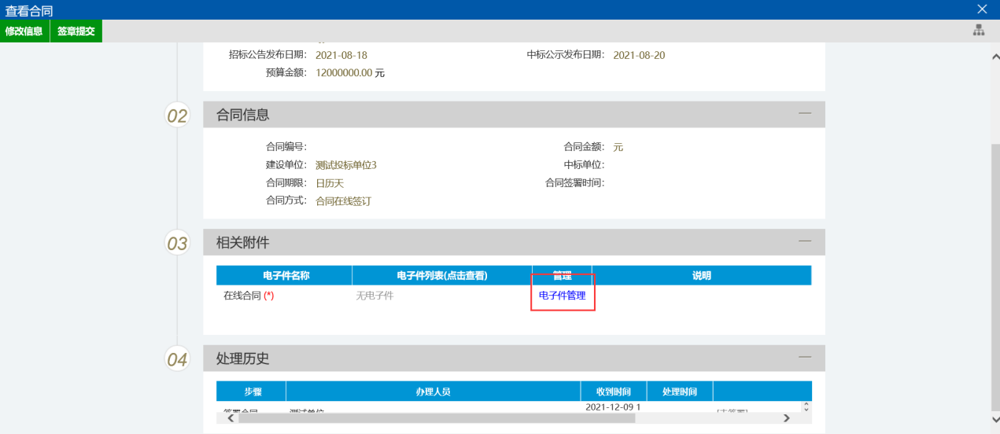 查看合同
修改信息 签章提交
招标公告发布日期： 2021-08-18 中标公示发布日期： 2021-08-20
预算金额： 12000000.00 元
02 合同信息
合同编号： 合同金额： 元
建设单位： 测试投标单位3 中标单位：
合同期限： 日历天 合同签署时间：
合同方式： 合同在线签订
03 相关附件
电子件名称 电子件列表(点击查看) 管理 说明
在线合同 (*) 无电子件 电子件管理
04 处理历史
步骤 办理人员 收到时间 处理时间
签署合同 测试单位 2021-12-09 1